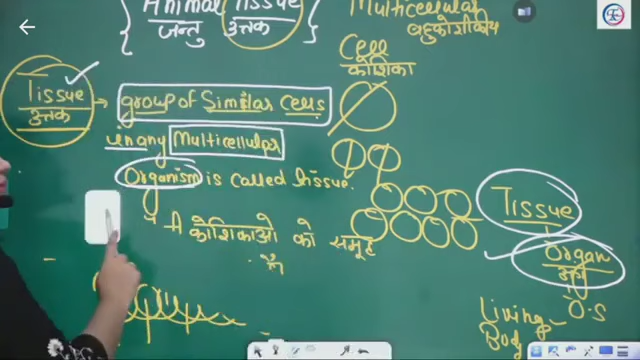 Animal Tissue
जन्तु उत्तक
Multicellular
बहुकोशीकीय
Cell
कोशिका
Tissue
उत्तक
group of Similar Cells
in any Multicellular
Organism is called tissue.
कोशिकाओ को समूह
Tissue
Organ
अंग
O.S
Living
Body